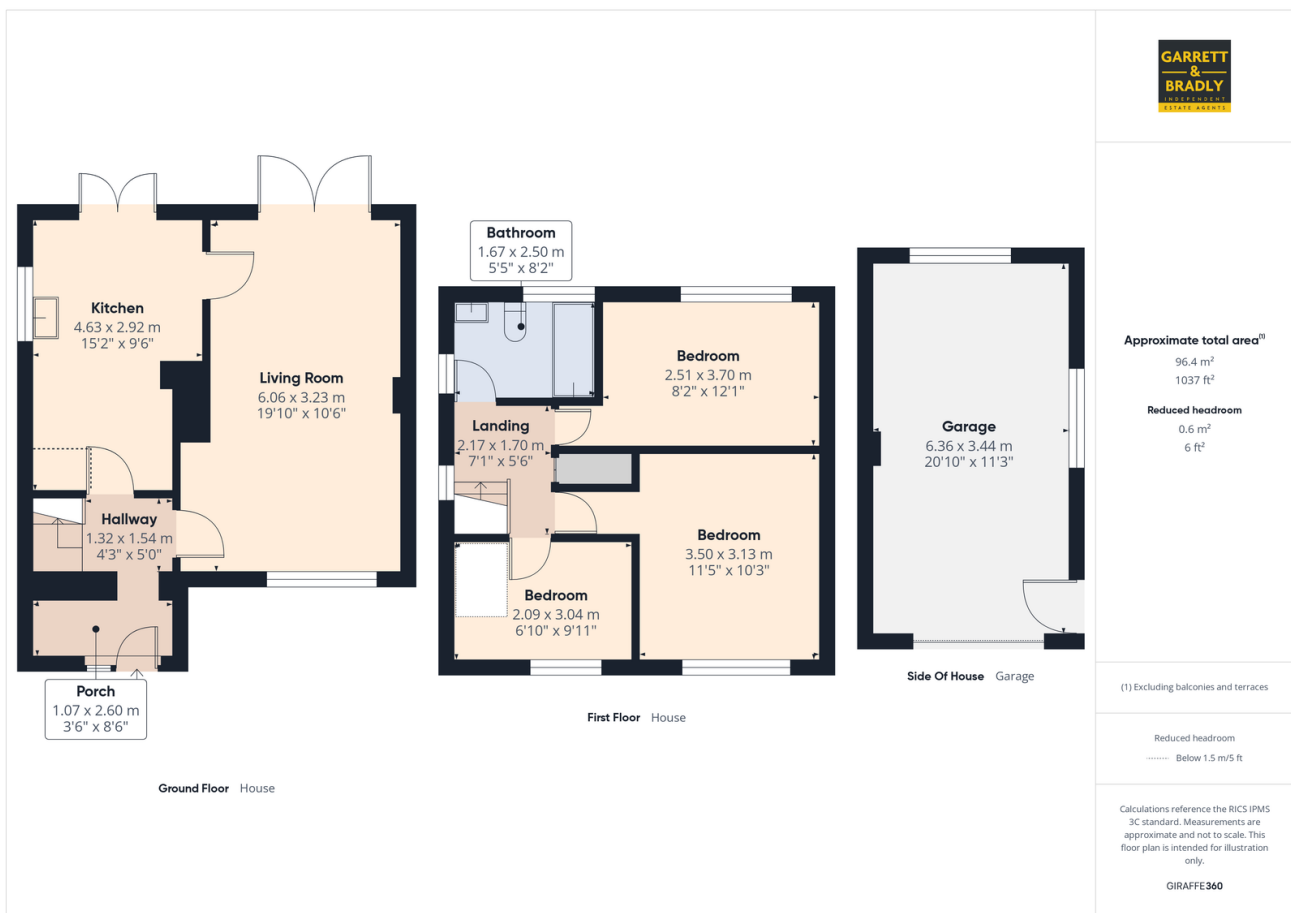 GARRETT
&
BRADLY
INDEPENDENT
ESTATE AGENTS
Kitchen
4.63 x 2.92 m
15'2" x 9'6"
Living Room
6.06 x 3.23 m
19'10" x 10'6"
Hallway
1.32 x 1.54 m
4'3" x 5'0"
Porch
1.07 x 2.60 m
3'6" x 8'6"
Ground Floor House
Bathroom
1.67 x 2.50 m
5'5" x 8'2"
Bedroom
2.51 x 3.70 m
8'2" x 12'1"
Landing
2.17 x 1.70 m
7'1" x 5'6"
Bedroom
3.50 x 3.13 m
11'5" x 10'3"
Bedroom
2.09 x 3.04 m
6'10" x 9'11"
First Floor House
Garage
6.36 x 3.44 m
20'10" x 11'3"
Side Of House Garage
Approximate total area(1)
96.4 m²
1037 ft²
Reduced headroom
0.6 m²
6 ft²
(1) Excluding balconies and terraces
Reduced headroom
Below 1.5 m/5 ft
Calculations reference the RICS IPMS
3C standard. Measurements are
approximate and not to scale. This
floor plan is intended for illustration
only.
GIRAFFE360